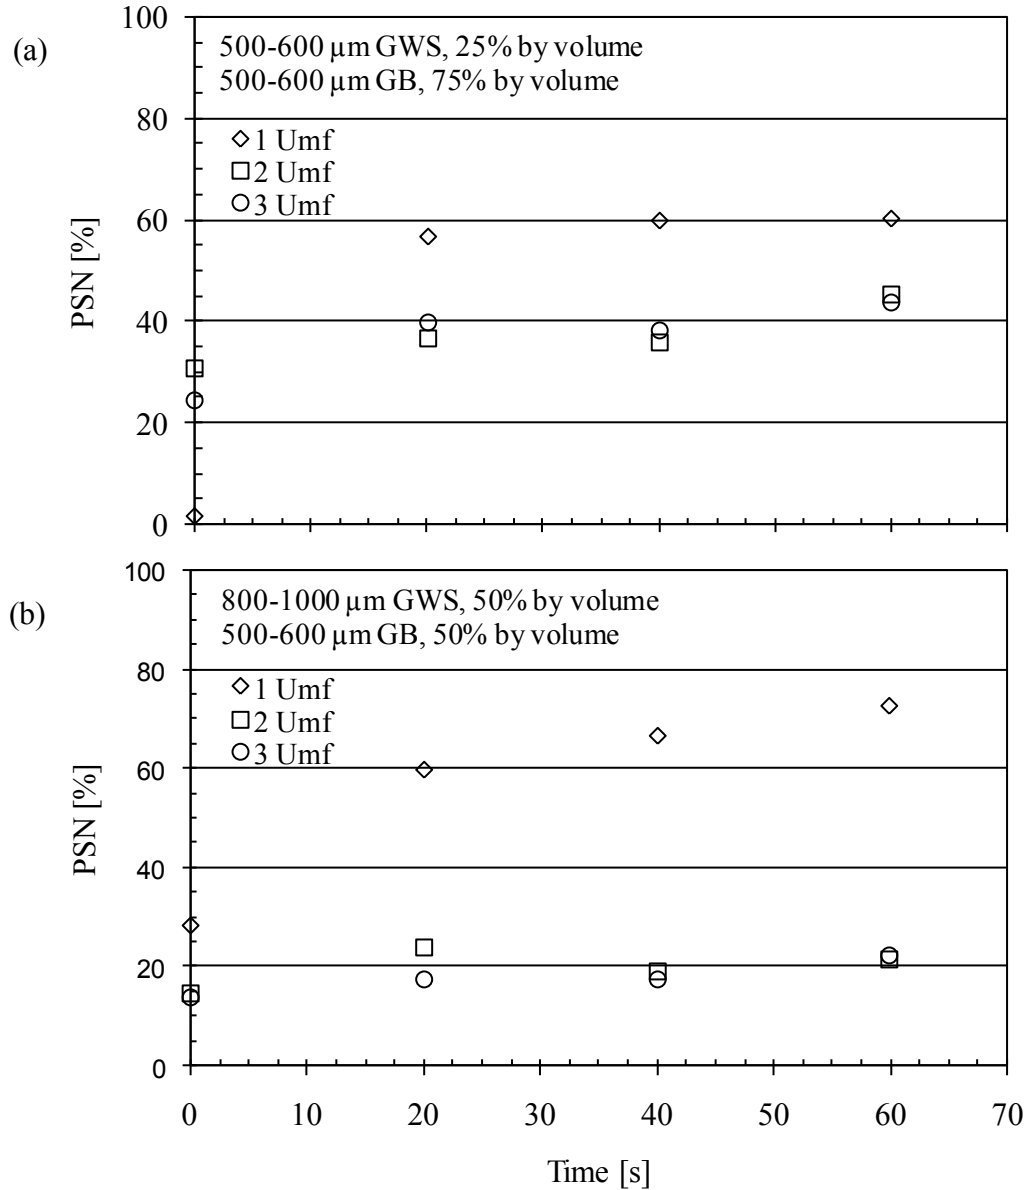 (a)
500-600 µm GWS, 25% by volume
500-600 µm GB, 75% by volume
1 Umf
2 Umf
3 Umf
PSN [%]
100
80
60
40
20
0
(b)
800-1000 µm GWS, 50% by volume
500-600 µm GB, 50% by volume
1 Umf
2 Umf
3 Umf
PSN [%]
100
80
60
40
20
0
0 10 20 30 40 50 60 70
Time [s]